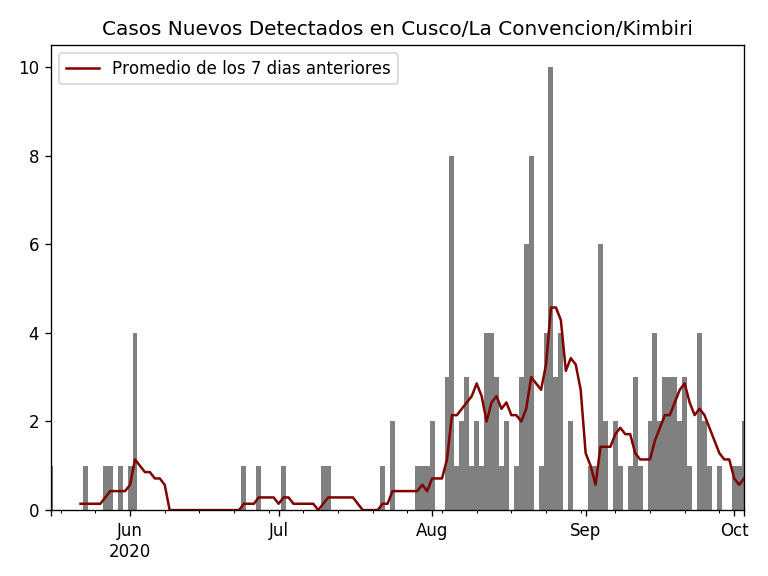 Casos Nuevos Detectados en Cusco/La Convencion/Kimbiri
Promedio de los 7 dias anteriores
10
8
6
4
2
0
Jun Jul Aug Sep Oct
2020